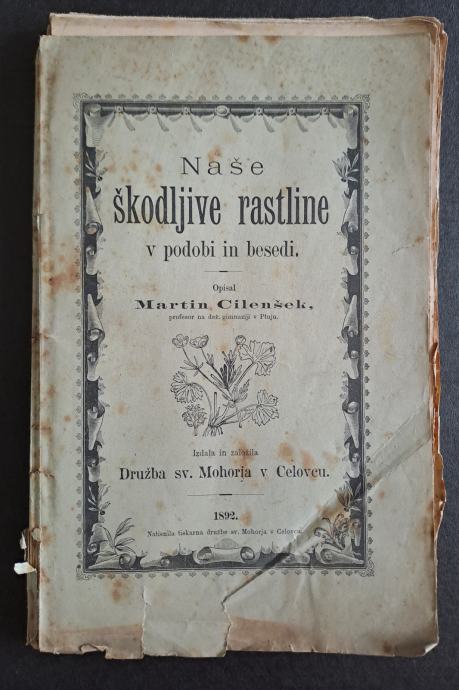 Naše
škodljive rastline
v podobi in besedi.
Opisal
Martin Cilenšek,
profesor na dež. gimnaziji v Ptuju.
Izdala in založila
Družba sv. Mohorja v Celovcu.
1892.
Natisnila tiskarna družbe sv. Mohorja v Celovcu.